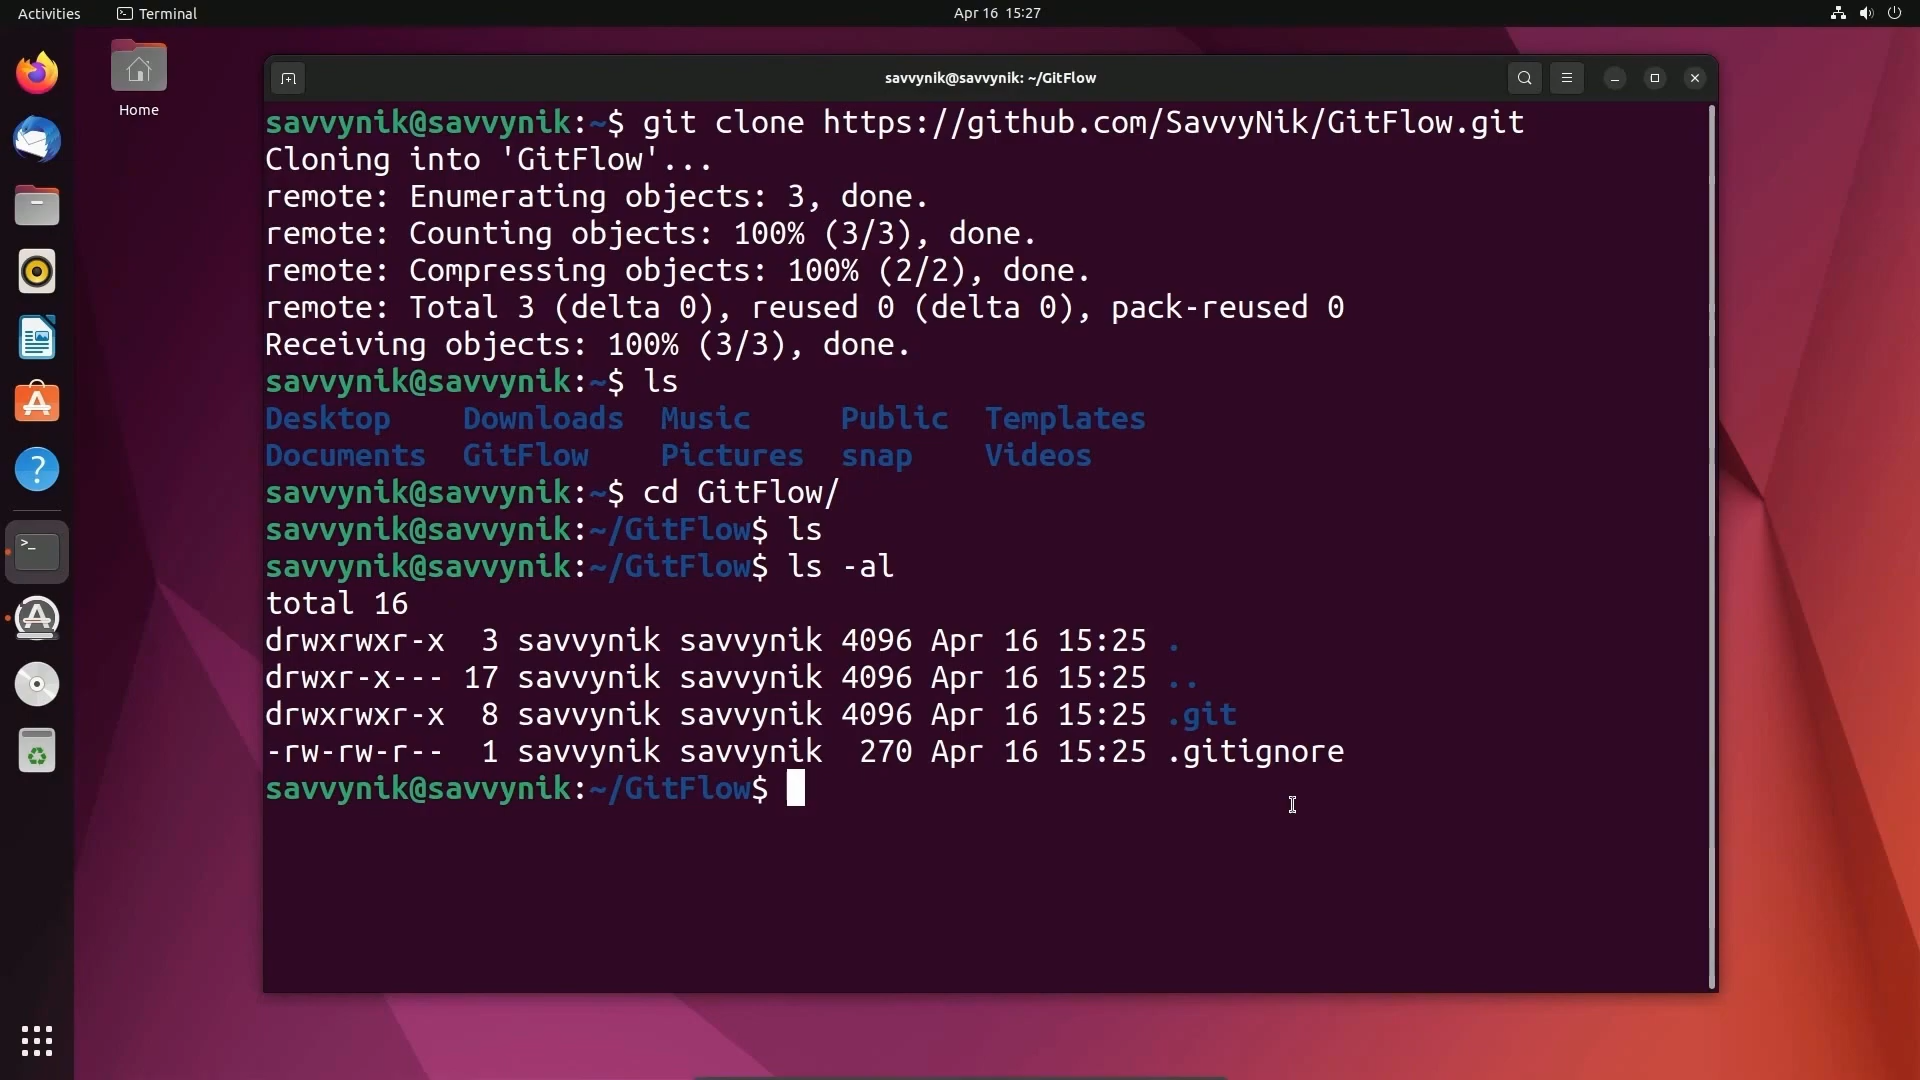 Activities Terminal Apr 16 15:27
Home
savvynik@savvynik: ~/GitFlow
savvynik@savvynik:~$ git clone https://github.com/SavvyNik/GitFlow.git
Cloning into 'GitFlow'...
remote: Enumerating objects: 3, done.
remote: Counting objects: 100% (3/3), done.
remote: Compressing objects: 100% (2/2), done.
remote: Total 3 (delta 0), reused 0 (delta 0), pack-reused 0
Receiving objects: 100% (3/3), done.
savvynik@savvynik:~$ ls
Desktop Downloads Music Public Templates
Documents GitFlow Pictures snap Videos
savvynik@savvynik:~$ cd GitFlow/
savvynik@savvynik:~/GitFlow$ ls
savvynik@savvynik:~/GitFlow$ ls -al
total 16
drwxrwxr-x 3 savvynik savvynik 4096 Apr 16 15:25 .
drwxr-x--- 17 savvynik savvynik 4096 Apr 16 15:25 ..
drwxrwxr-x 8 savvynik savvynik 4096 Apr 16 15:25 .git
-rw-rw-r-- 1 savvynik savvynik 270 Apr 16 15:25 .gitignore
savvynik@savvynik:~/GitFlow$